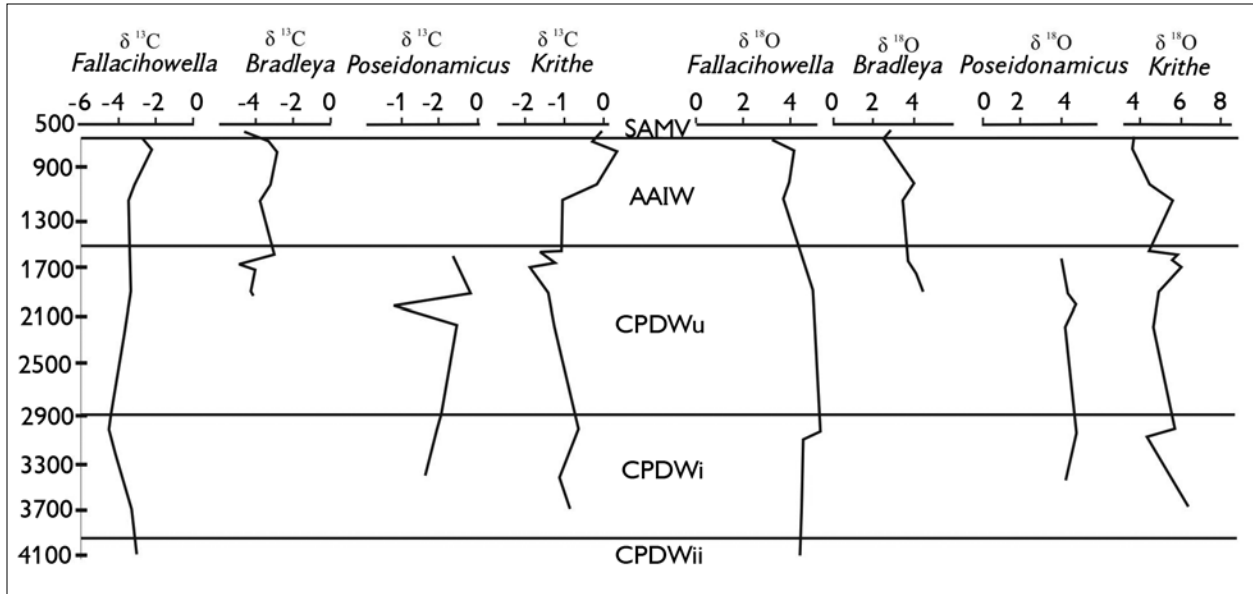 δ 13C δ 13C δ 13C δ 13C δ 18O δ 18O δ 18O δ 18O
Fallacihowella Bradleya Poseidonamicus Krithe Fallacihowella Bradleya Poseidonamicus Krithe
-6 -4 -2 0 -4 -2 0 -1 -2 0 -2 -1 0 0 2 4 0 2 4 0 2 4 4 6 8
500 SAMV
900
AAIW
1300
1700
2100 CPDWu
2500
2900
3300 CPDWi
3700
4100 CPDWii